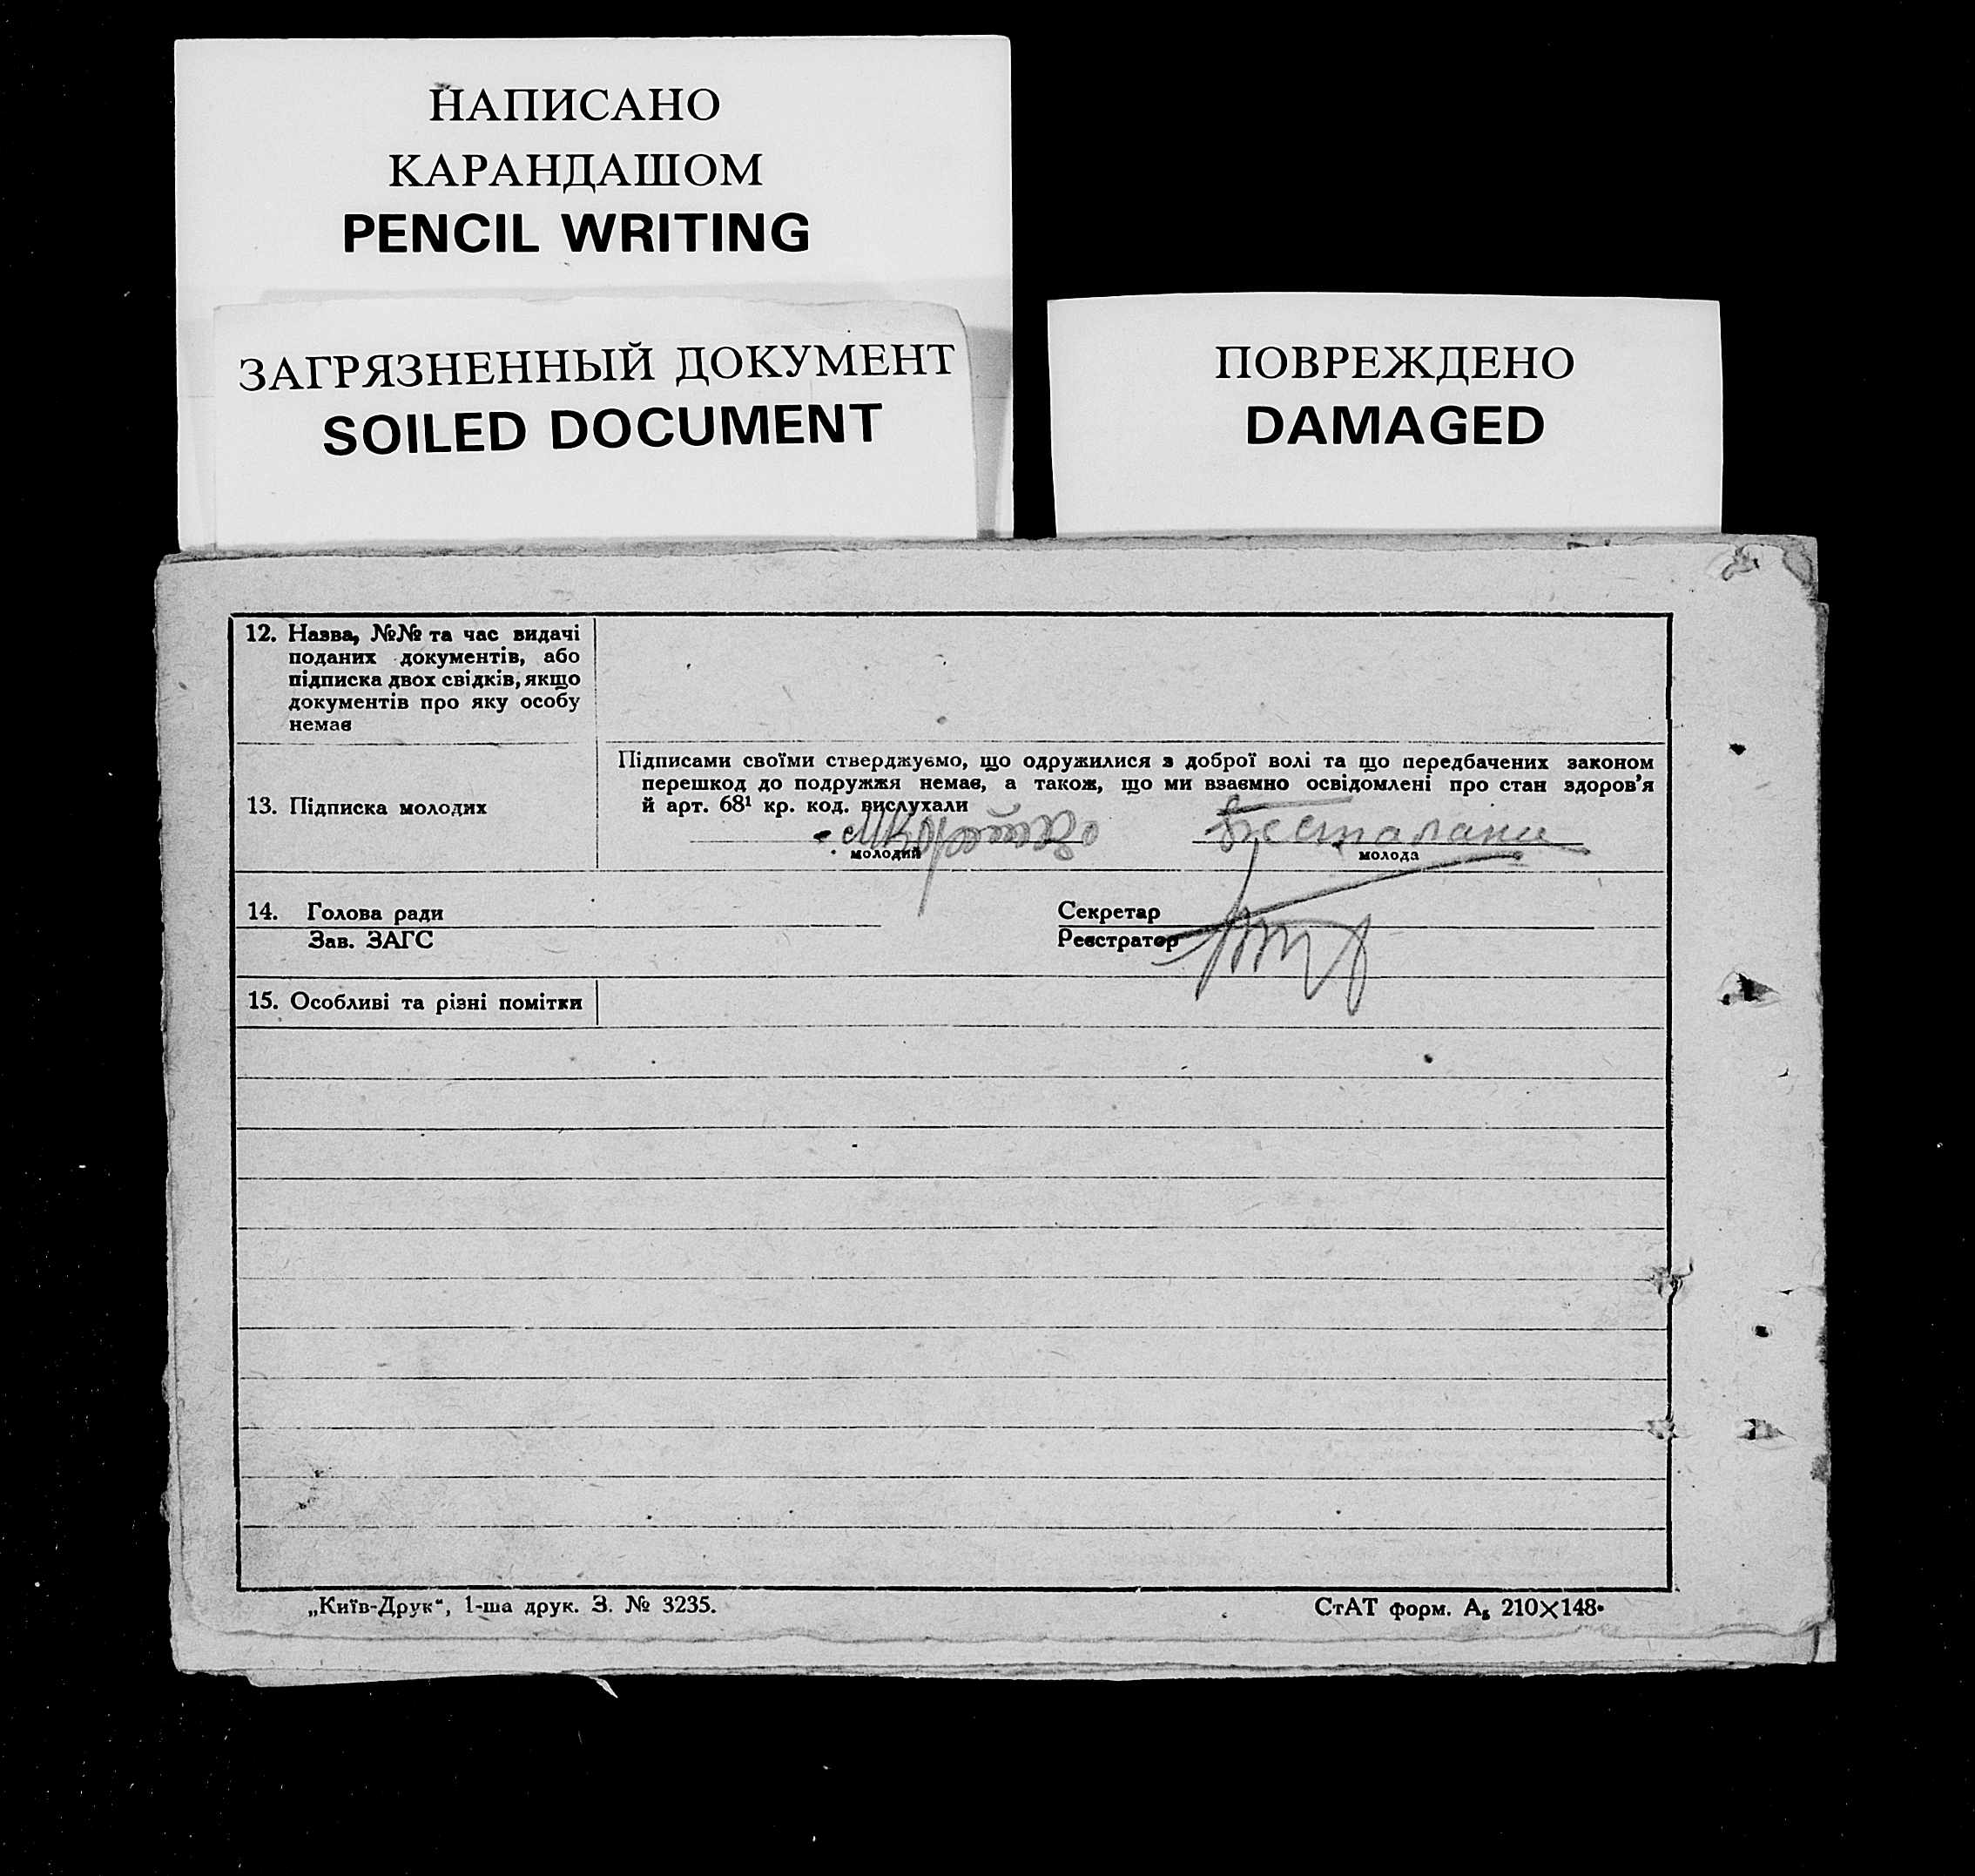 НАПИСАНО
КАРАНДАШОМ
PENCIL WRITING
ЗАГРЯЗНЕННЫЙ ДОКУМЕНТ
SOILED DOCUMENT
ПОВРЕЖДЕНО
DAMAGED
12. Назва, №№ та час видачі
поданих документів, або
підписка двох свідків, якщо
документів про яку особу
немає
13. Підписка молодих
Підписами своїми стверджуємо, що одружилися з доброї волі та що передбачених законом
перешкод до подружжя немає, а також, що ми взаємно освідомлені про стан здоров'я
й арт. 68¹ кр. код. вислухали
молодий
молода
14. Голова ради
Зав. ЗАГС
Секретар
Реєстратор
15. Особливі та різні помітки
„Київ-Друк“, 1-ша друк. З. № 3235.
СтАТ форм. А₅ 210×148.